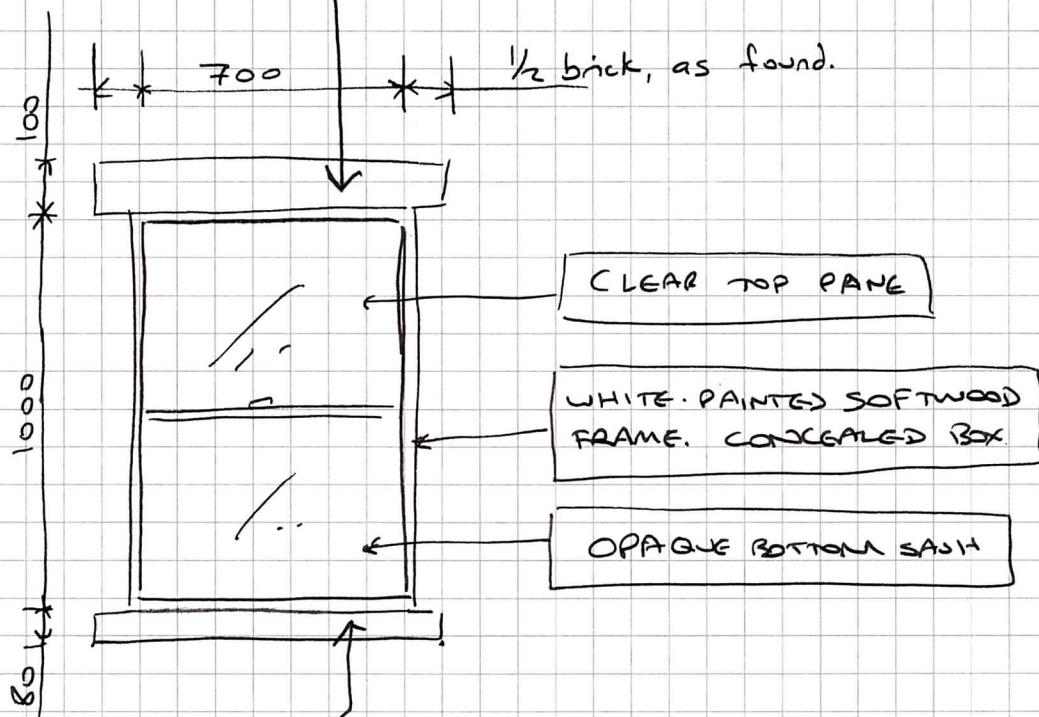 700
½ brick, as found.
100
CLEAR TOP PANE
1000
WHITE. PAINTED SOFTWOOD
FRAME. CONCEALED BOX
OPAQUE BOTTOM SASH
80